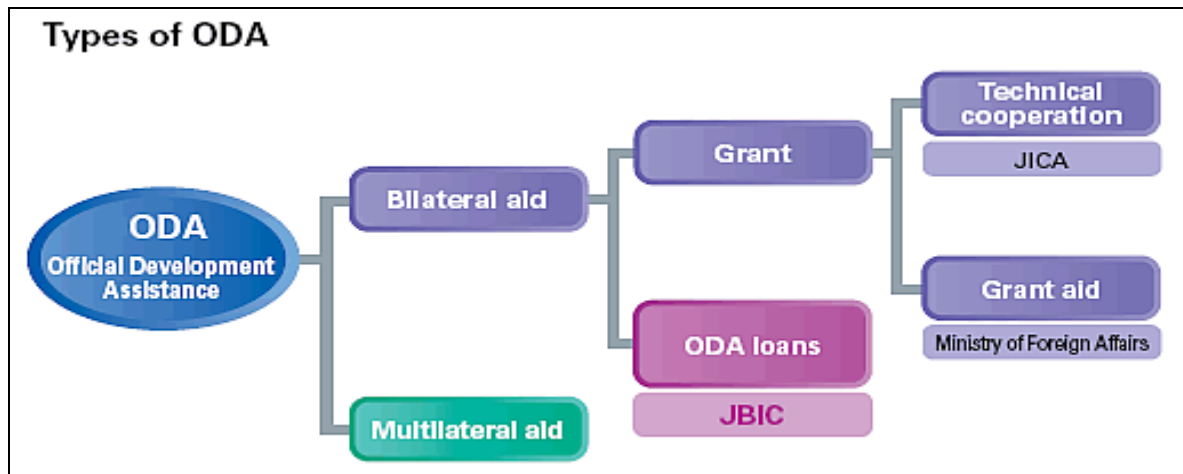 Types of ODA
ODA
Official Development
Assistance
Bilateral aid
Multilateral aid
Grant
ODA loans
JBIC
Technical
cooperation
JICA
Grant aid
Ministry of Foreign Affairs